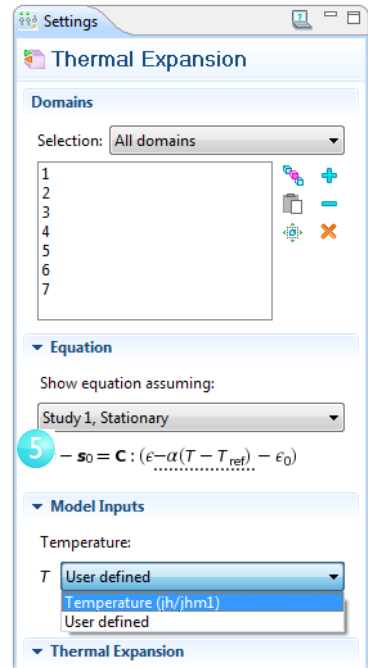 Settings
Thermal Expansion
Domains
Selection: All domains
1
2
3
4
5
6
7
Equation
Show equation assuming:
Study 1, Stationary
5 − s₀ = C : (ϵ−α(T − T_ref) − ϵ₀)
Model Inputs
Temperature:
T User defined
Temperature (jh/jhm1)
User defined
Thermal Expansion